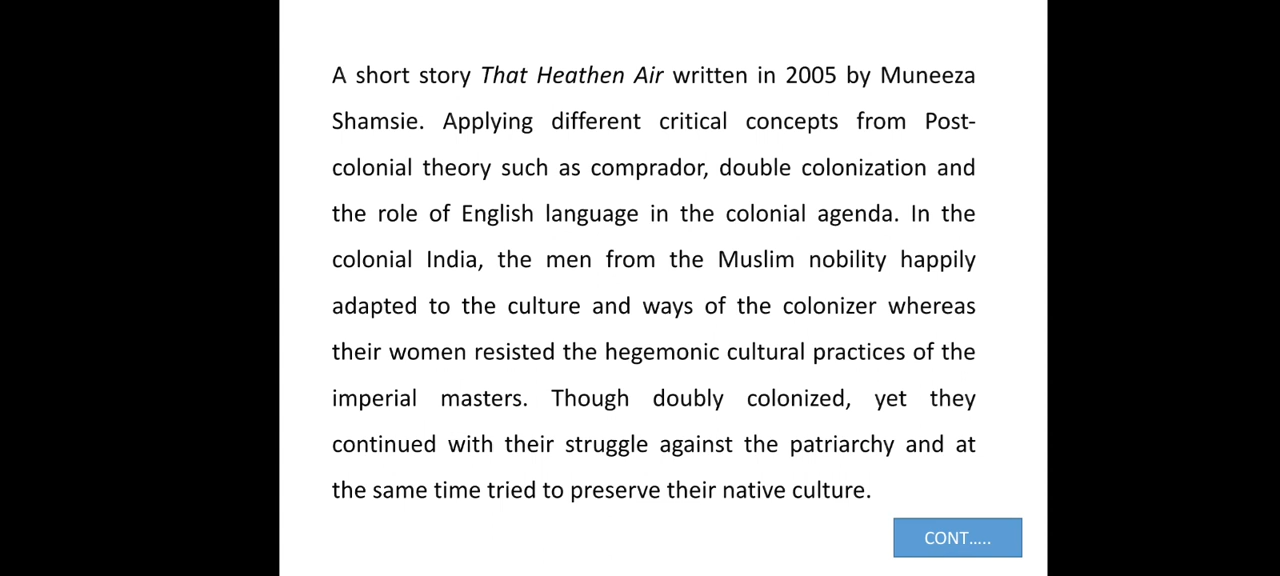 A short story That Heathen Air written in 2005 by Muneeza
Shamsie. Applying different critical concepts from Post-
colonial theory such as comprador, double colonization and
the role of English language in the colonial agenda. In the
colonial India, the men from the Muslim nobility happily
adapted to the culture and ways of the colonizer whereas
their women resisted the hegemonic cultural practices of the
imperial masters. Though doubly colonized, yet they
continued with their struggle against the patriarchy and at
the same time tried to preserve their native culture.
CONT.....